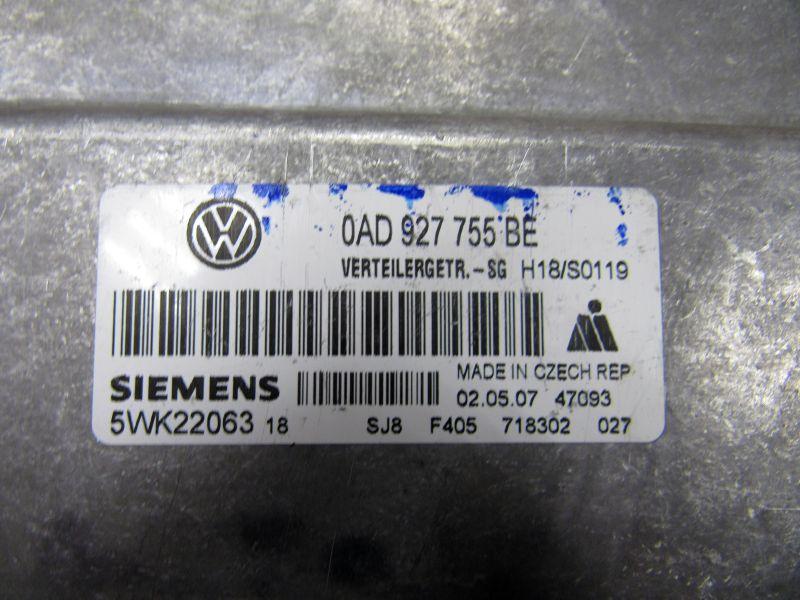 0AD 927 755 BE
VERTEILERGETR.-SG H18/S0119
SIEMENS
MADE IN CZECH REP
02.05.07 47093
5WK22063 18 SJ8 F405 718302 027